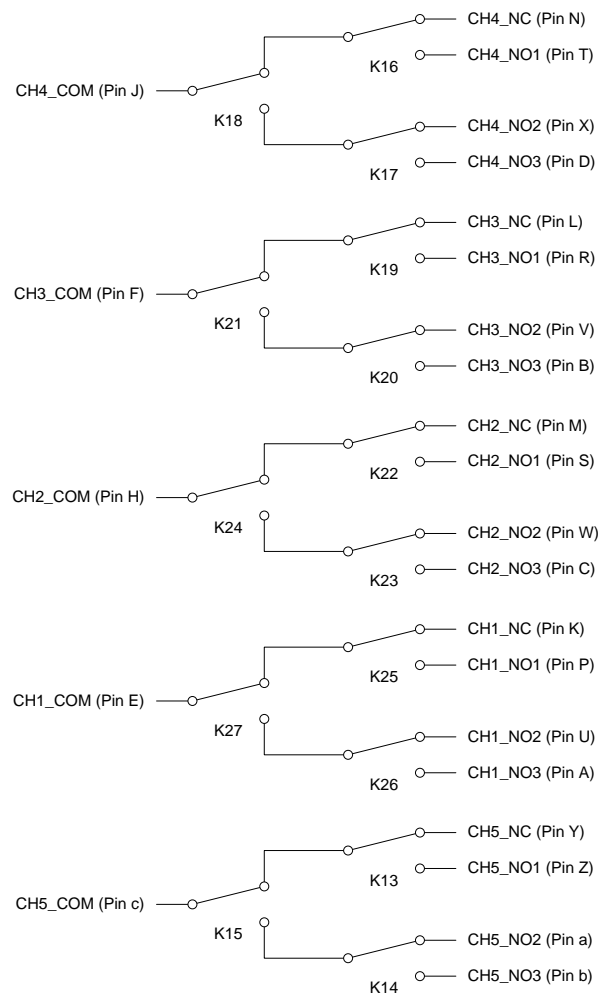 CH4_NC (Pin N)
CH4_NO1 (Pin T)
K16
CH4_COM (Pin J)
K18
CH4_NO2 (Pin X)
CH4_NO3 (Pin D)
K17
CH3_NC (Pin L)
CH3_NO1 (Pin R)
K19
CH3_COM (Pin F)
K21
CH3_NO2 (Pin V)
CH3_NO3 (Pin B)
K20
CH2_NC (Pin M)
CH2_NO1 (Pin S)
K22
CH2_COM (Pin H)
K24
CH2_NO2 (Pin W)
CH2_NO3 (Pin C)
K23
CH1_NC (Pin K)
CH1_NO1 (Pin P)
K25
CH1_COM (Pin E)
K27
CH1_NO2 (Pin U)
CH1_NO3 (Pin A)
K26
CH5_NC (Pin Y)
CH5_NO1 (Pin Z)
K13
CH5_COM (Pin c)
K15
CH5_NO2 (Pin a)
CH5_NO3 (Pin b)
K14